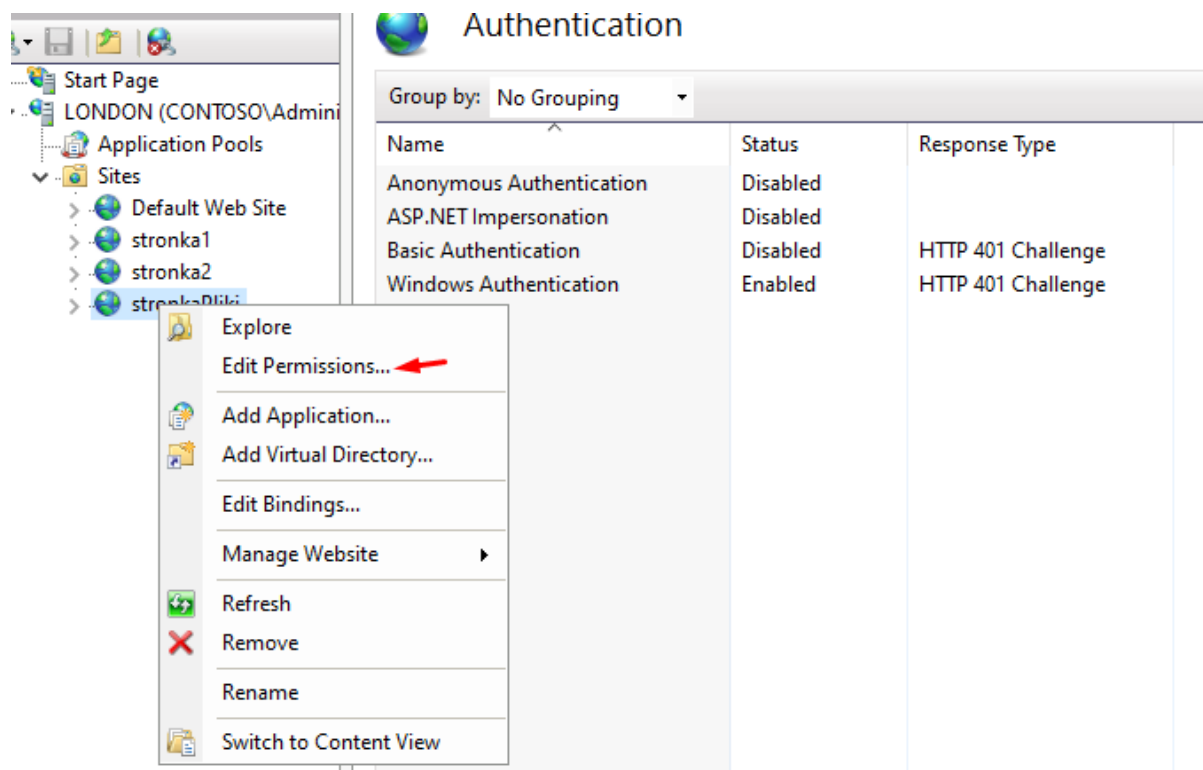 Authentication
Group by: No Grouping
Start Page
LONDON (CONTOSO\Admini
Application Pools
Sites
Default Web Site
stronka1
stronka2
stronkaPliki
Name Status Response Type
Anonymous Authentication Disabled
ASP.NET Impersonation Disabled
Basic Authentication Disabled HTTP 401 Challenge
Windows Authentication Enabled HTTP 401 Challenge
Explore
Edit Permissions...
Add Application...
Add Virtual Directory...
Edit Bindings...
Manage Website
Refresh
Remove
Rename
Switch to Content View